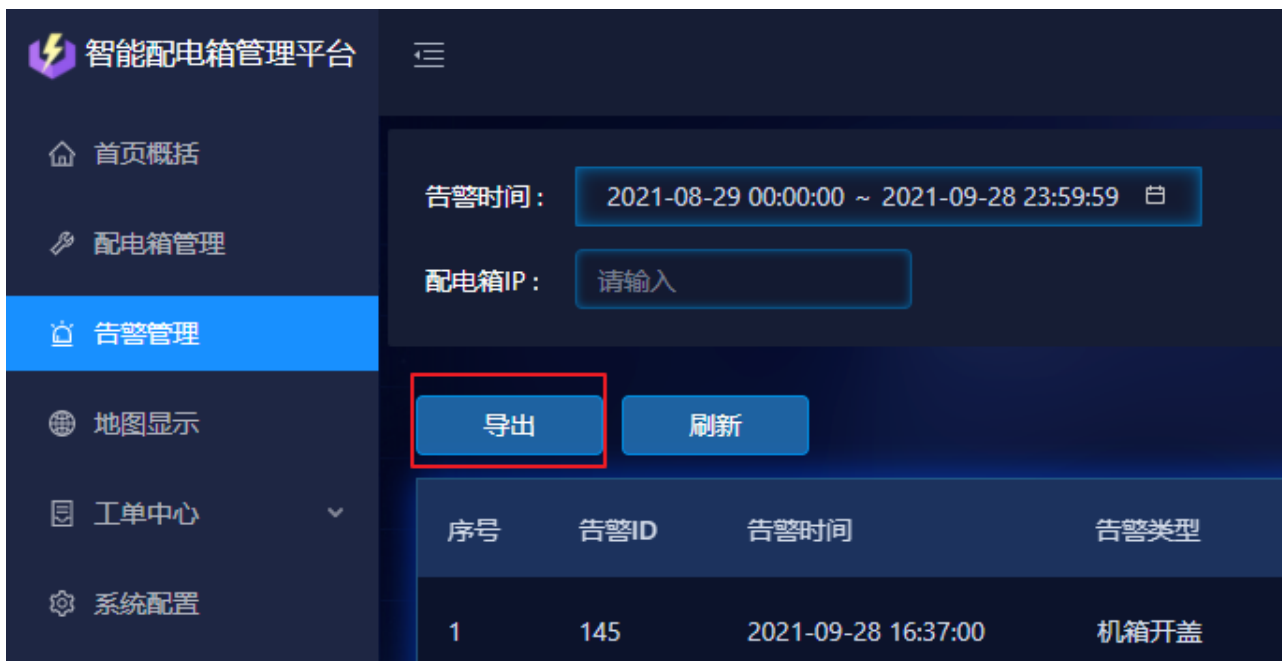 智能配电箱管理平台
首页概括
配电箱管理
告警管理
地图显示
工单中心
系统配置
告警时间： 2021-08-29 00:00:00 ~ 2021-09-28 23:59:59
配电箱IP： 请输入
导出 刷新
序号 告警ID 告警时间 告警类型
1 145 2021-09-28 16:37:00 机箱开盖